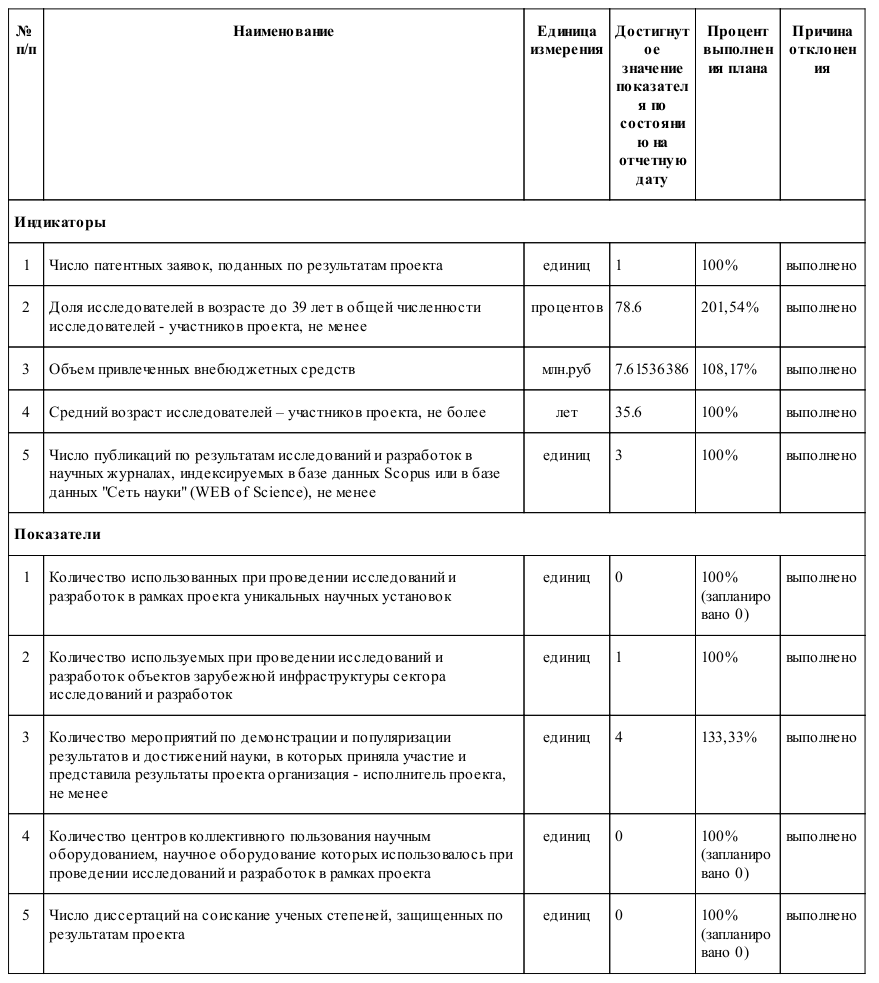 № п/п Наименование Единица измерения Достигнутое значение показателя по состоянию на отчетную дату Процент выполнения плана Причина отклонения
Индикаторы
1 Число патентных заявок, поданных по результатам проекта единиц 1 100% выполнено
2 Доля исследователей в возрасте до 39 лет в общей численности процентов 78.6 201,54% выполнено
исследователей - участников проекта, не менее
3 Объем привлеченных внебюджетных средств млн.руб 7.61536386 108,17% выполнено
4 Средний возраст исследователей – участников проекта, не более лет 35.6 100% выполнено
5 Число публикаций по результатам исследований и разработок в единиц 3 100% выполнено
научных журналах, индексируемых в базе данных Scopus или в базе
данных "Сеть науки" (WEB of Science), не менее
Показатели
1 Количество использованных при проведении исследований и единиц 0 100% выполнено
разработок в рамках проекта уникальных научных установок (запланиро
вано 0)
2 Количество используемых при проведении исследований и единиц 1 100% выполнено
разработок объектов зарубежной инфраструктуры сектора
исследований и разработок
3 Количество мероприятий по демонстрации и популяризации единиц 4 133,33% выполнено
результатов и достижений науки, в которых приняла участие и
представила результаты проекта организация - исполнитель проекта,
не менее
4 Количество центров коллективного пользования научным единиц 0 100% выполнено
оборудованием, научное оборудование которых использовалось при (запланиро
проведении исследований и разработок в рамках проекта вано 0)
5 Число диссертаций на соискание ученых степеней, защищенных по единиц 0 100% выполнено
результатам проекта (запланиро
вано 0)